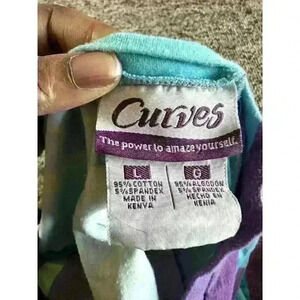 Curves
The power to amaze yourself.
L G
95% COTTON 95% ALGODON
5% SPANDEX 5% SPANDEX
MADE IN HECHO EN
KENYA KENIA